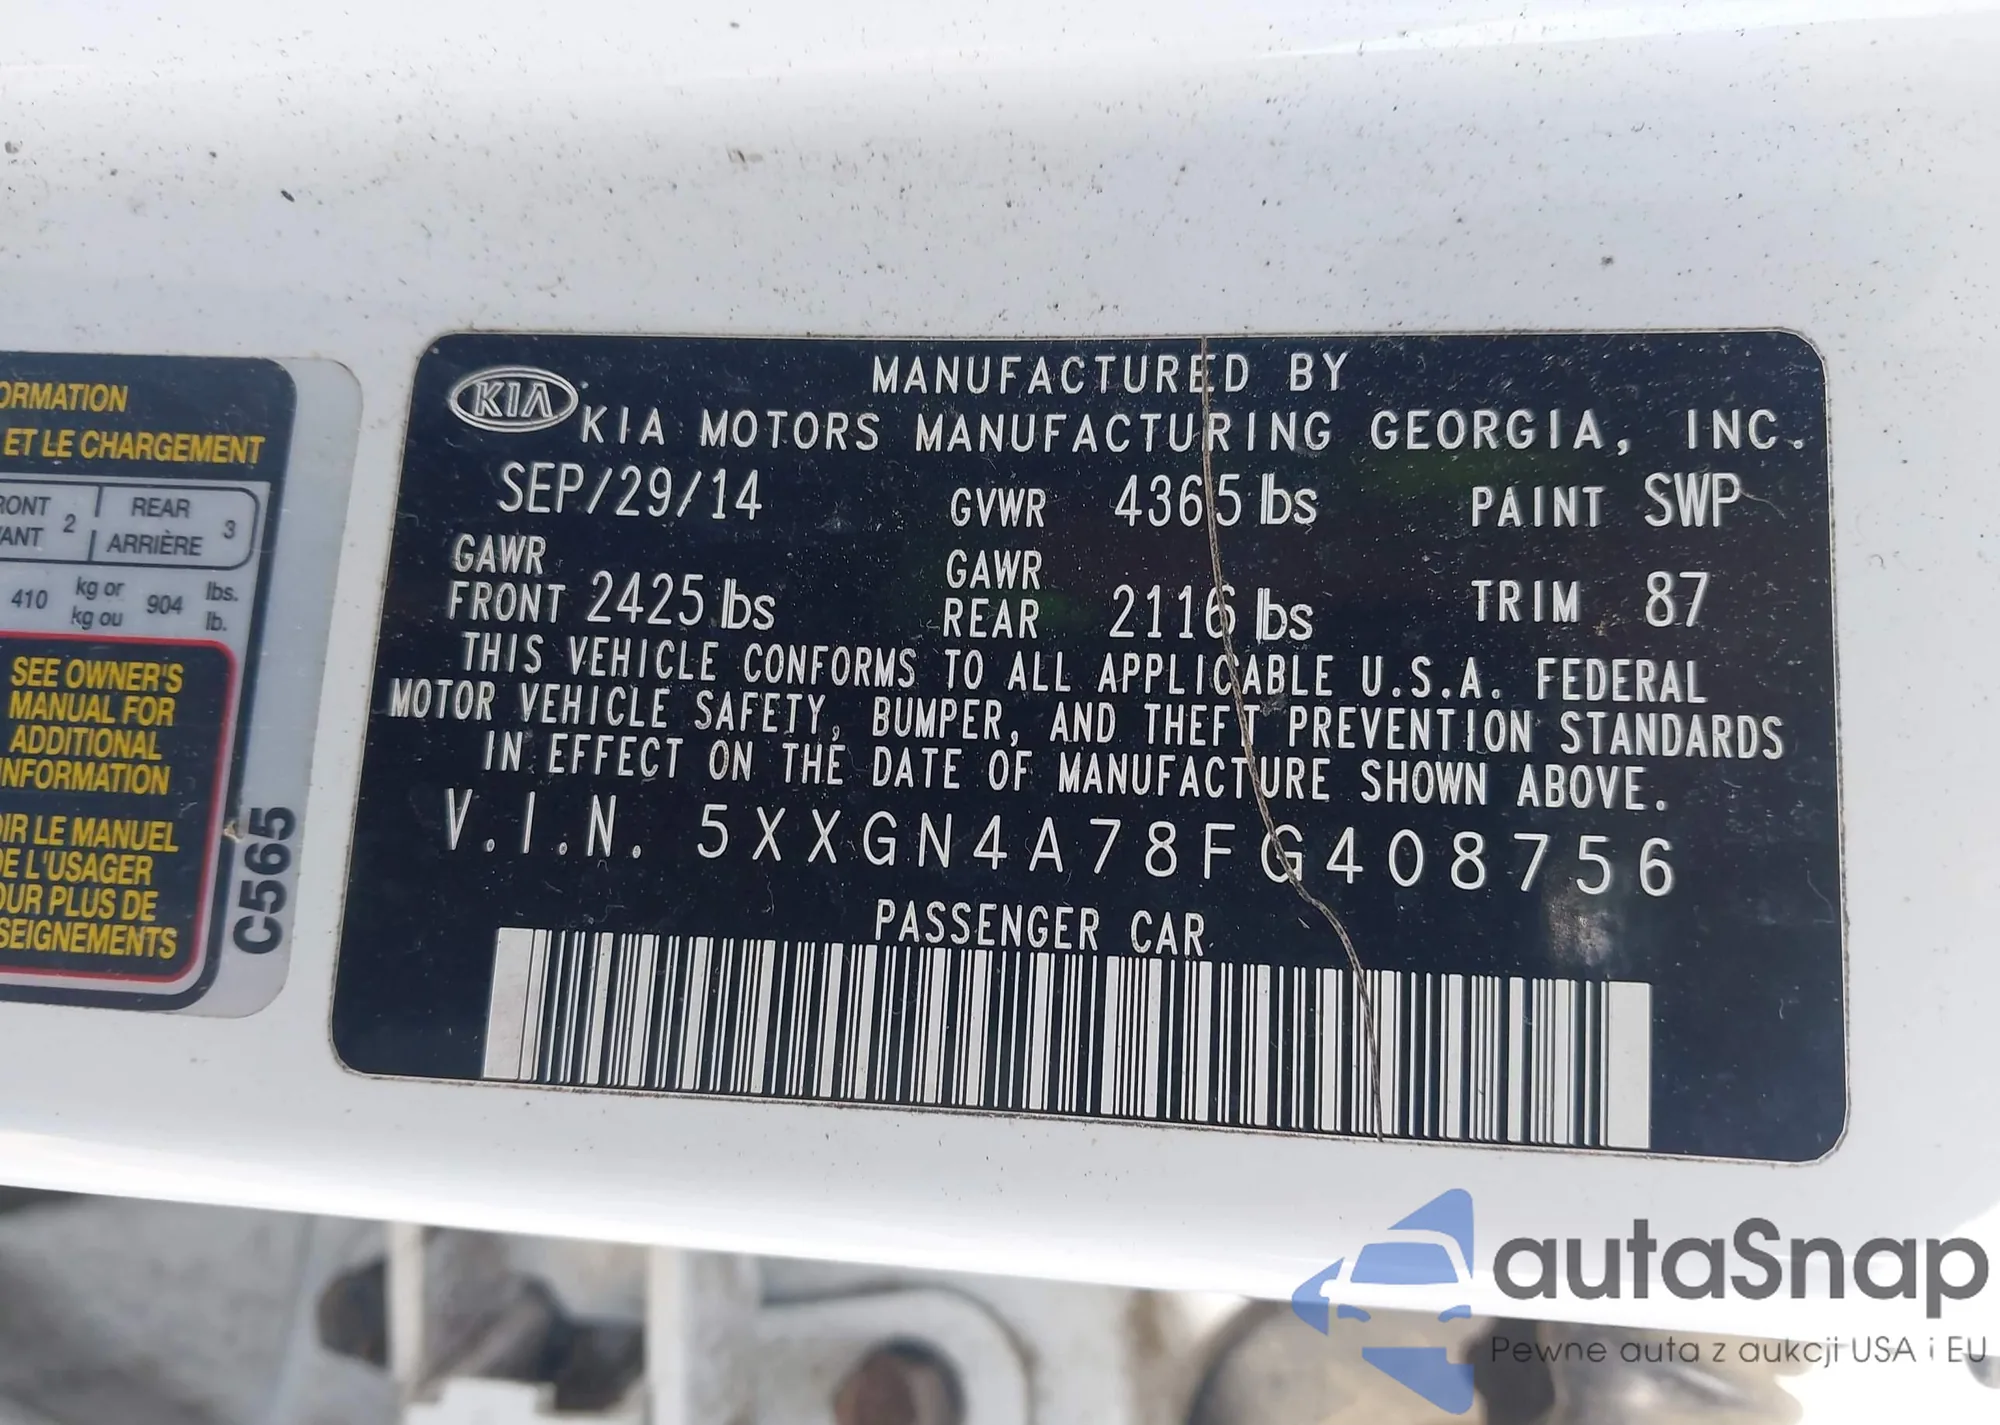 ORMATION
ET LE CHARGEMENT
RONT 2 REAR 3
ANT ARRIÈRE
410 kg or 904 lbs.
kg ou lb.
SEE OWNER'S
MANUAL FOR
ADDITIONAL
INFORMATION
OIR LE MANUEL
DE L'USAGER
OUR PLUS DE
SEIGNEMENTS
C565
KIA
MANUFACTURED BY
KIA MOTORS MANUFACTURING GEORGIA, INC.
SEP/29/14 GVWR 4365 lbs PAINT SWP
GAWR FRONT 2425 lbs GAWR REAR 2116 lbs TRIM 87
THIS VEHICLE CONFORMS TO ALL APPLICABLE U.S.A. FEDERAL
MOTOR VEHICLE SAFETY, BUMPER, AND THEFT PREVENTION STANDARDS
IN EFFECT ON THE DATE OF MANUFACTURE SHOWN ABOVE.
V.I.N. 5XXGN4A78FG408756
PASSENGER CAR
autaSnap
Pewne auta z aukcji USA i EU